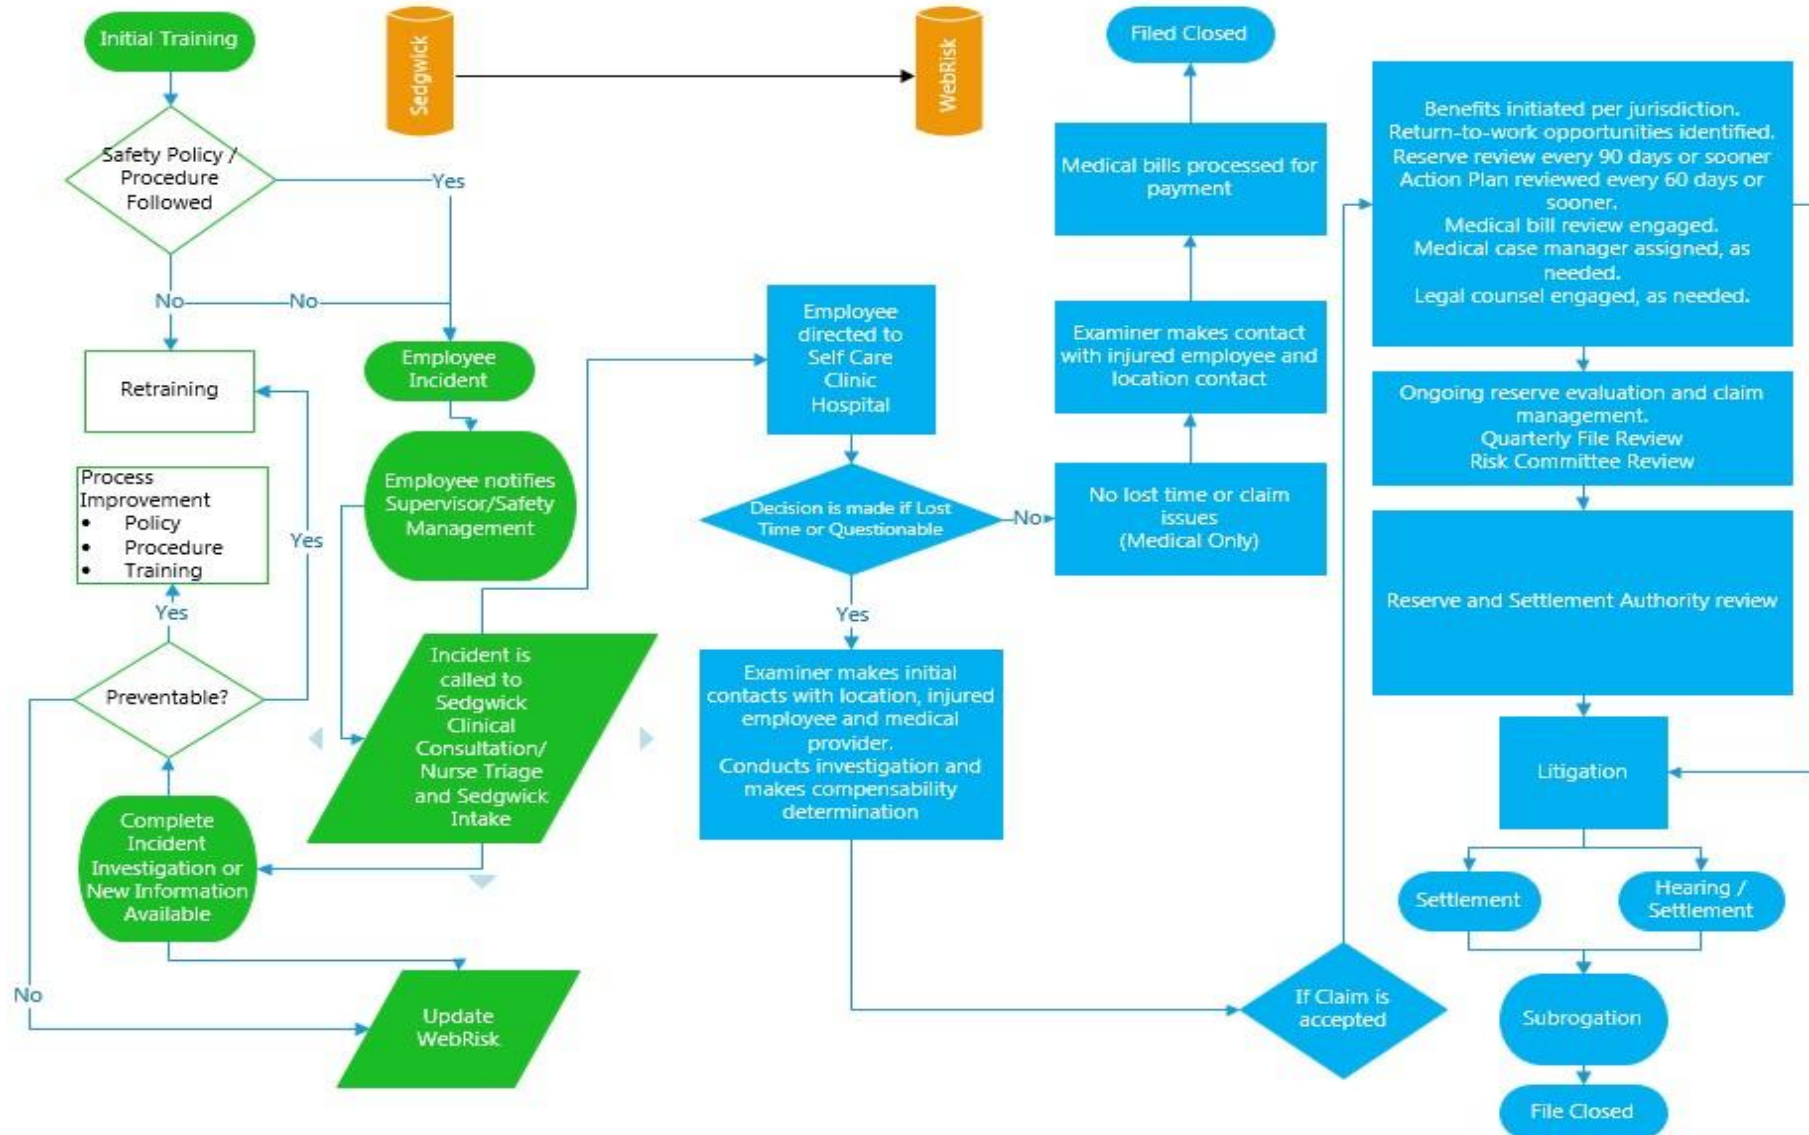 Initial Training
Safety Policy /
Procedure
Followed
Yes
No
No
Retraining
Employee
Incident
Employee notifies
Supervisor/Safety
Management
Process
Improvement
• Policy
• Procedure
• Training
Yes
Yes
Preventable?
No
Incident is
called to
Sedgwick
Clinical
Consultation/
Nurse Triage
and Sedgwick
Intake
Complete
Incident
Investigation or
New Information
Available
Update
WebRisk
Sedgwick
WebRisk
Employee
directed to
Self Care
Clinic
Hospital
Decision is made if Lost
Time or Questionable
No
Yes
Examiner makes initial
contacts with location, injured
employee and medical
provider.
Conducts investigation and
makes compensability
determination
Filed Closed
Medical bills processed for
payment
Examiner makes contact
with injured employee and
location contact
No lost time or claim
issues
(Medical Only)
If Claim is
accepted
Benefits initiated per jurisdiction.
Return-to-work opportunities identified.
Reserve review every 90 days or sooner
Action Plan reviewed every 60 days or
sooner.
Medical bill review engaged.
Medical case manager assigned, as
needed.
Legal counsel engaged, as needed.
Ongoing reserve evaluation and claim
management.
Quarterly File Review
Risk Committee Review
Reserve and Settlement Authority review
Litigation
Settlement
Hearing /
Settlement
Subrogation
File Closed